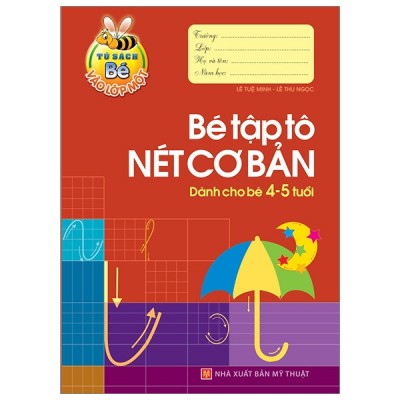 TỦ SÁCH
Bé
VÀO LỚP MỘT
Trường:
Lớp:
Họ và tên:
Năm học:
LÊ TUỆ MINH - LÊ THU NGỌC
Bé tập tô
NÉT CƠ BẢN
Dành cho bé 4-5 tuổi
NHÀ XUẤT BẢN MỸ THUẬT